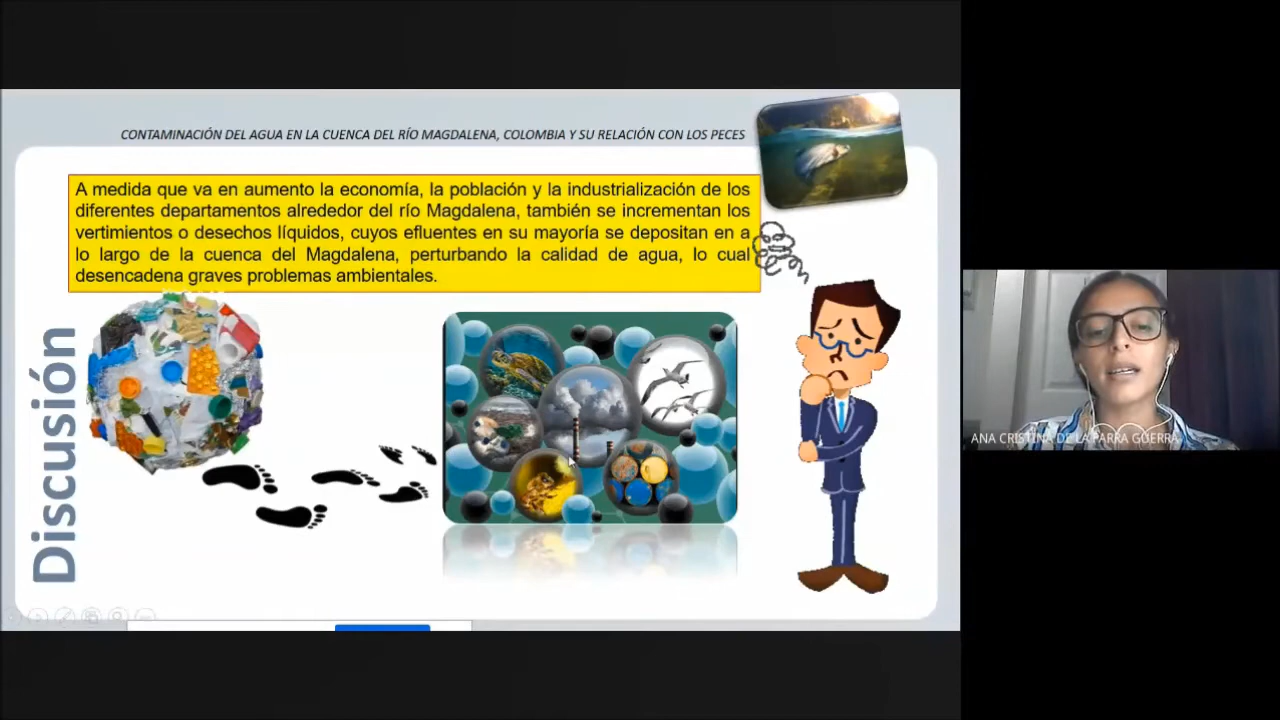 CONTAMINACIÓN DEL AGUA EN LA CUENCA DEL RÍO MAGDALENA, COLOMBIA Y SU RELACIÓN CON LOS PECES
A medida que va en aumento la economía, la población y la industrialización de los
diferentes departamentos alrededor del río Magdalena, también se incrementan los
vertimientos o desechos líquidos, cuyos efluentes en su mayoría se depositan en a
lo largo de la cuenca del Magdalena, perturbando la calidad de agua, lo cual
desencadena graves problemas ambientales.
Discusión
ANA CRISTINA DE LA PARRA GUERRA